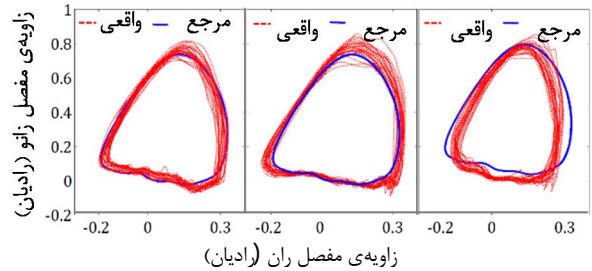 مرجع واقعی مرجع واقعی مرجع واقعی
زاویه‌ی مفصل زانو (رادیان)
1
0.8
0.6
0.4
0.2
0
-0.2
-0.2 0 0.3 -0.2 0 0.3 -0.2 0 0.3
زاویه‌ی مفصل ران (رادیان)